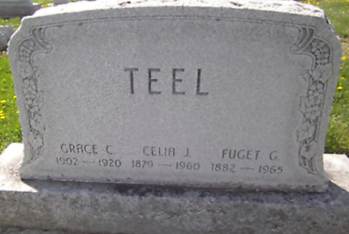 TEEL
GRACE C. CELIA J. FUGET G.
1902 — 1920 1879 — 1960 1882 — 1965